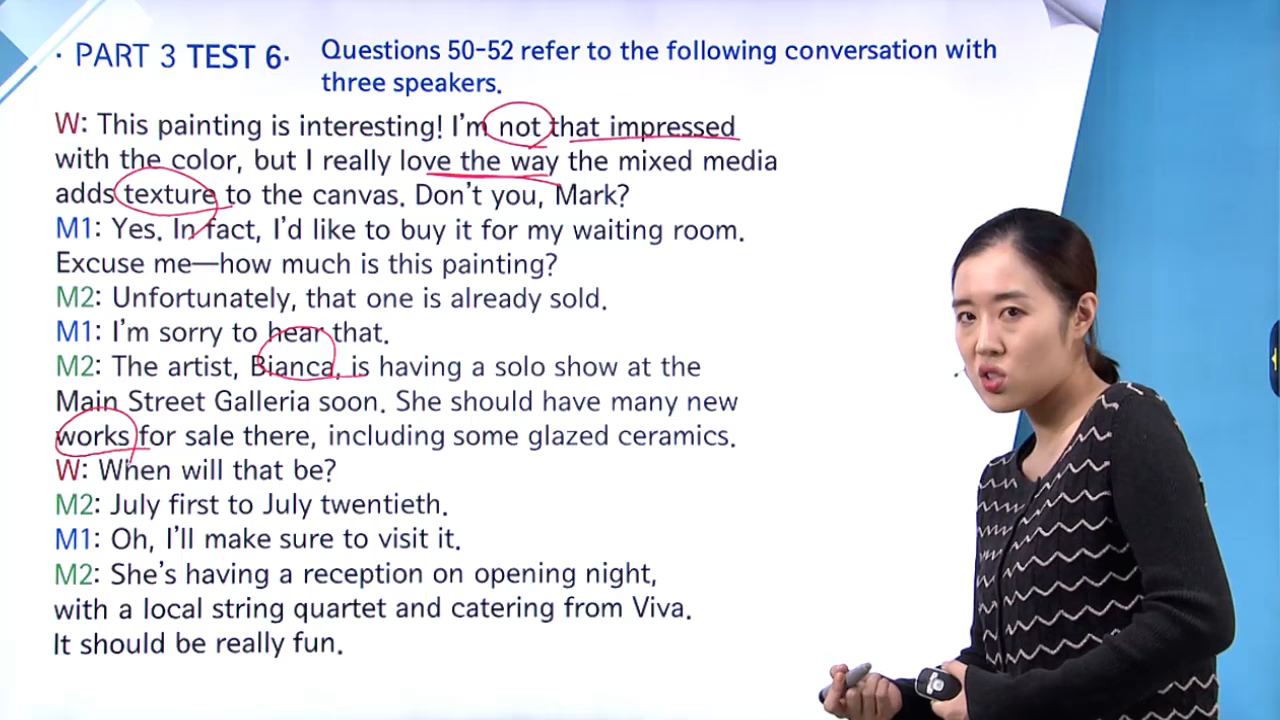 · PART 3 TEST 6·
Questions 50-52 refer to the following conversation with
three speakers.
W: This painting is interesting! I'm not that impressed
with the color, but I really love the way the mixed media
adds texture to the canvas. Don't you, Mark?
M1: Yes. In fact, I'd like to buy it for my waiting room.
Excuse me—how much is this painting?
M2: Unfortunately, that one is already sold.
M1: I'm sorry to hear that.
M2: The artist, Bianca, is having a solo show at the
Main Street Galleria soon. She should have many new
works for sale there, including some glazed ceramics.
W: When will that be?
M2: July first to July twentieth.
M1: Oh, I'll make sure to visit it.
M2: She's having a reception on opening night,
with a local string quartet and catering from Viva.
It should be really fun.